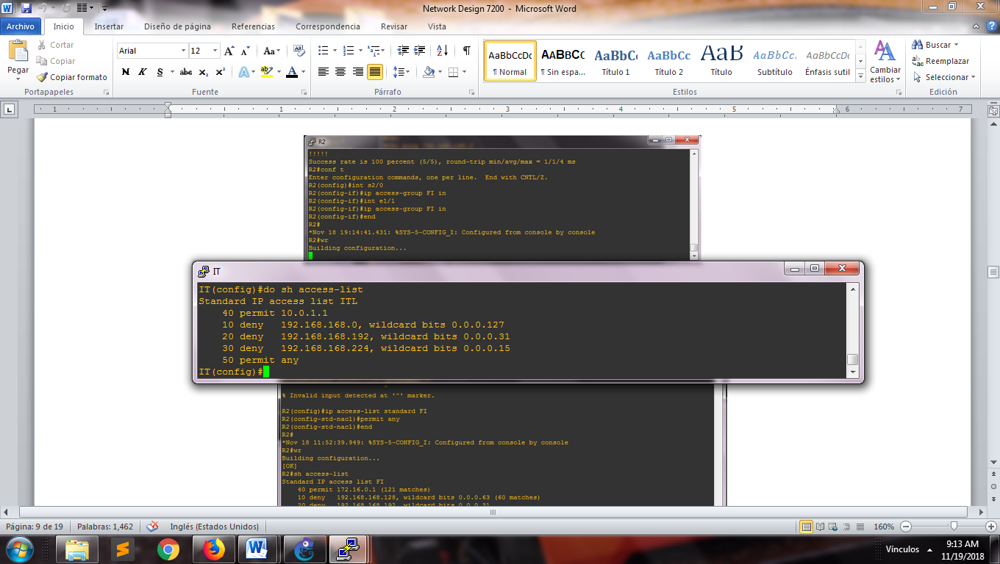 Network Design 7200 - Microsoft Word
Archivo Inicio Insertar Diseño de página Referencias Correspondencia Revisar Vista
Pegar
Cortar
Copiar
Copiar formato
Portapapeles
Arial 12
N K S abc x₂ x²
Fuente
Párrafo
AaBbCcDc AaBbCcDc AaBbCc AaBbCc AaB AaBbCc. AaBbCcDc
¶ Normal ¶ Sin espa... Título 1 Título 2 Título Subtítulo Énfasis sutil
Cambiar estilos
Estilos
Buscar
Reemplazar
Seleccionar
Edición
1 1 2 3 4 5 6 7
R2
!!!!!
Success rate is 100 percent (5/5), round-trip min/avg/max = 1/1/4 ms
R2#conf t
Enter configuration commands, one per line. End with CNTL/Z.
R2(config)#int s2/0
R2(config-if)#ip access-group FI in
R2(config-if)#int e1/1
R2(config-if)#ip access-group FI in
R2(config-if)#end
R2#
*Nov 18 19:14:41.431: %SYS-5-CONFIG_I: Configured from console by console
R2#wr
Building configuration...
IT
IT(config)#do sh access-list
Standard IP access list ITL
    40 permit 10.0.1.1
    10 deny   192.168.168.0, wildcard bits 0.0.0.127
    20 deny   192.168.168.192, wildcard bits 0.0.0.31
    30 deny   192.168.168.224, wildcard bits 0.0.0.15
    50 permit any
IT(config)#
^
% Invalid input detected at '^' marker.
R2(config)#ip access-list standard FI
R2(config-std-nacl)#permit any
R2(config-std-nacl)#end
R2#
*Nov 18 11:52:39.949: %SYS-5-CONFIG_I: Configured from console by console
R2#wr
Building configuration...
[OK]
R2#sh access-list
Standard IP access list FI
    40 permit 172.16.0.1 (121 matches)
    10 deny   192.168.168.128, wildcard bits 0.0.0.63 (60 matches)
    20 deny   192.168.168.192, wildcard bits 0.0.0.31
Página: 9 de 19 Palabras: 1,462 Inglés (Estados Unidos) 160%
Vínculos
9:13 AM
11/19/2018